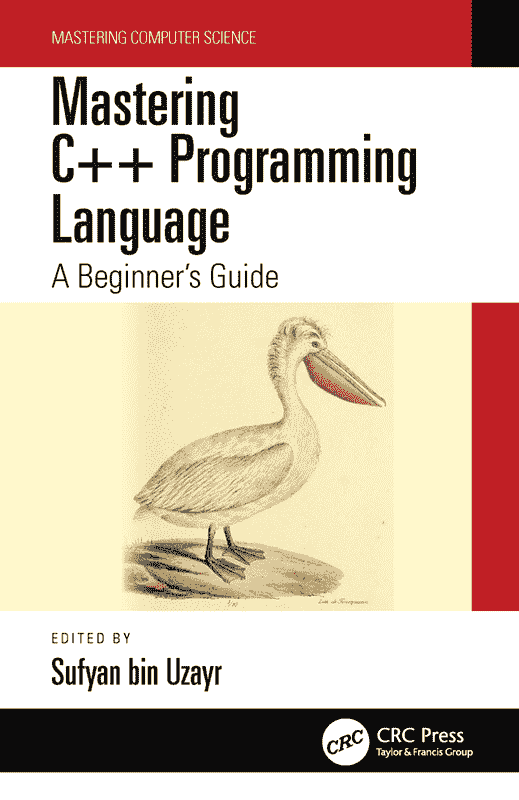 MASTERING COMPUTER SCIENCE
Mastering
C++ Programming
Language
A Beginner's Guide
EDITED BY
Sufyan bin Uzayr
CRC
CRC Press
Taylor & Francis Group